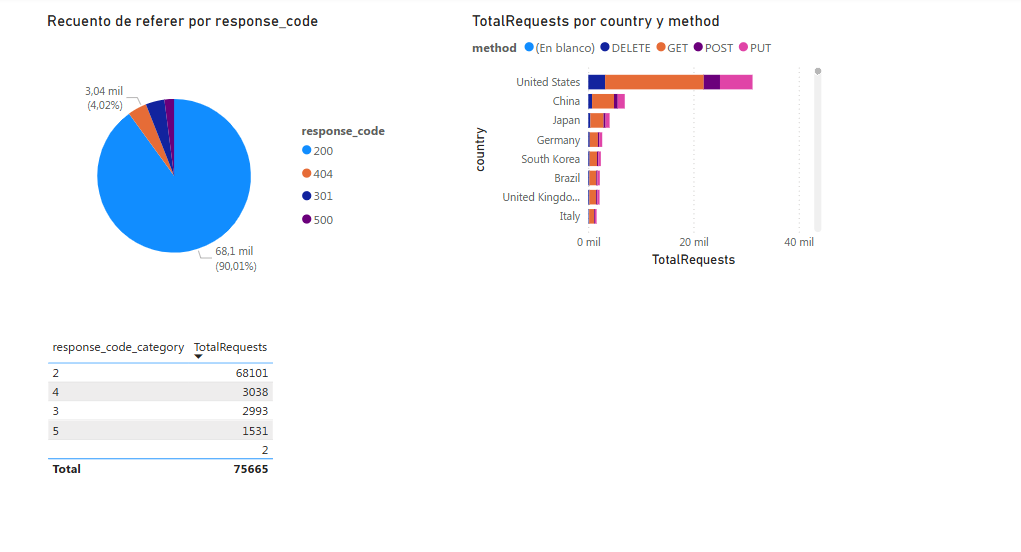 Recuento de referer por response_code
3,04 mil
(4,02%)
68,1 mil
(90,01%)
response_code
200
404
301
500
TotalRequests por country y method
method (En blanco) DELETE GET POST PUT
country
United States
China
Japan
Germany
South Korea
Brazil
United Kingdo...
Italy
0 mil 20 mil 40 mil
TotalRequests
response_code_category TotalRequests
2 68101
4 3038
3 2993
5 1531
2
Total 75665